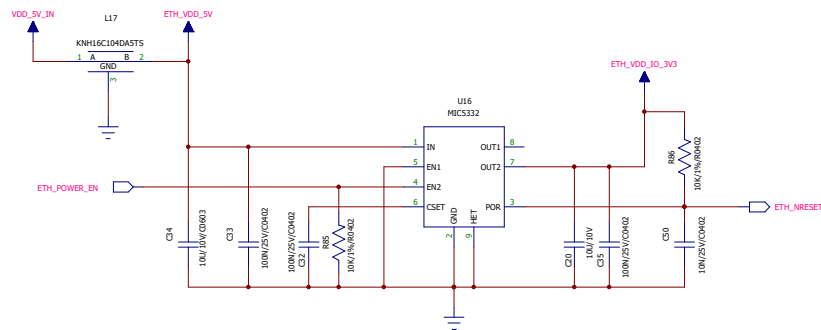 VDD_5V_IN
L17
ETH_VDD_5V
KNH16C104DA5TS
1 A B 2
GND
3
ETH_VDD_IO_3V3
U16
MIC5332
1 IN OUT1 8
5 EN1 OUT2 7
4 EN2
6 CSET POR 3
GND HET
2 9
ETH_POWER_EN
ETH_NRESET
R86
10K/1%/R0402
C34
10U/10V/C0603
C33
100N/25V/C0402
C32
100N/25V/C0402
R85
10K/1%/R0402
C20
10U/10V
C35
100N/25V/C0402
C50
10N/25V/C0402